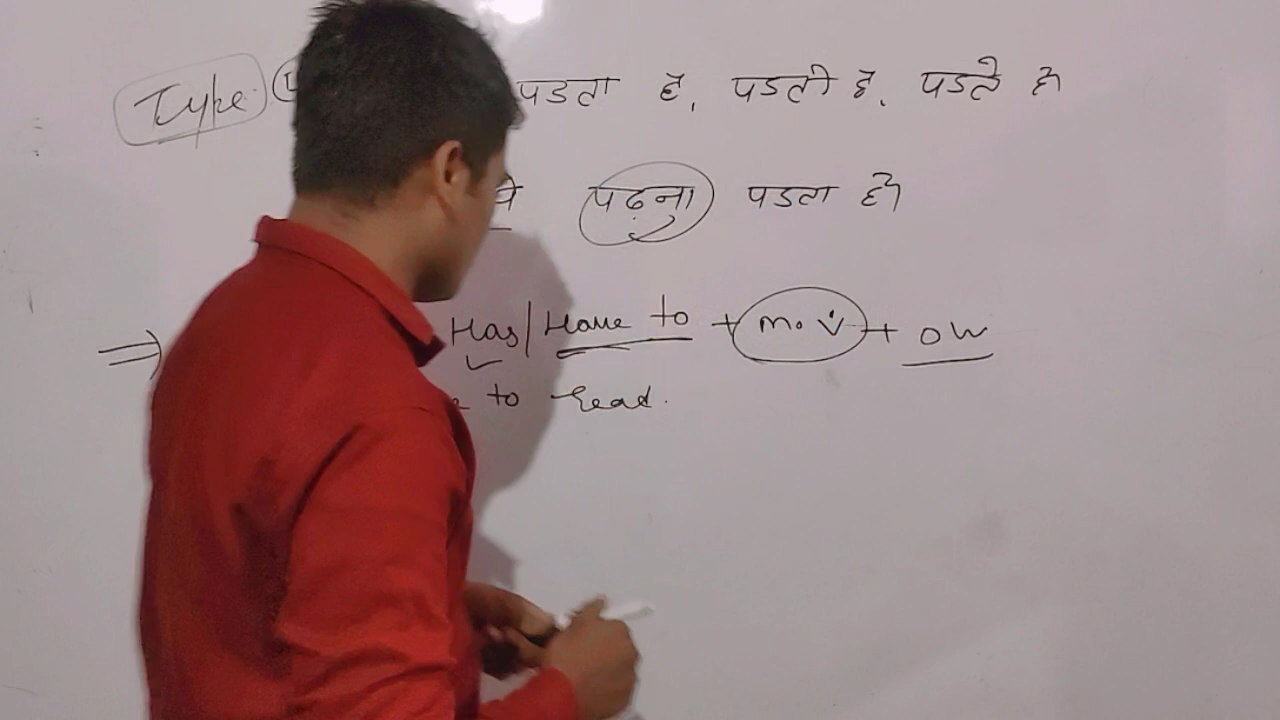 Type पडता है, पडती है, पडते हैं
पढ़ना पडता है
⇒ Has/Have to + m.v + ow
to read.